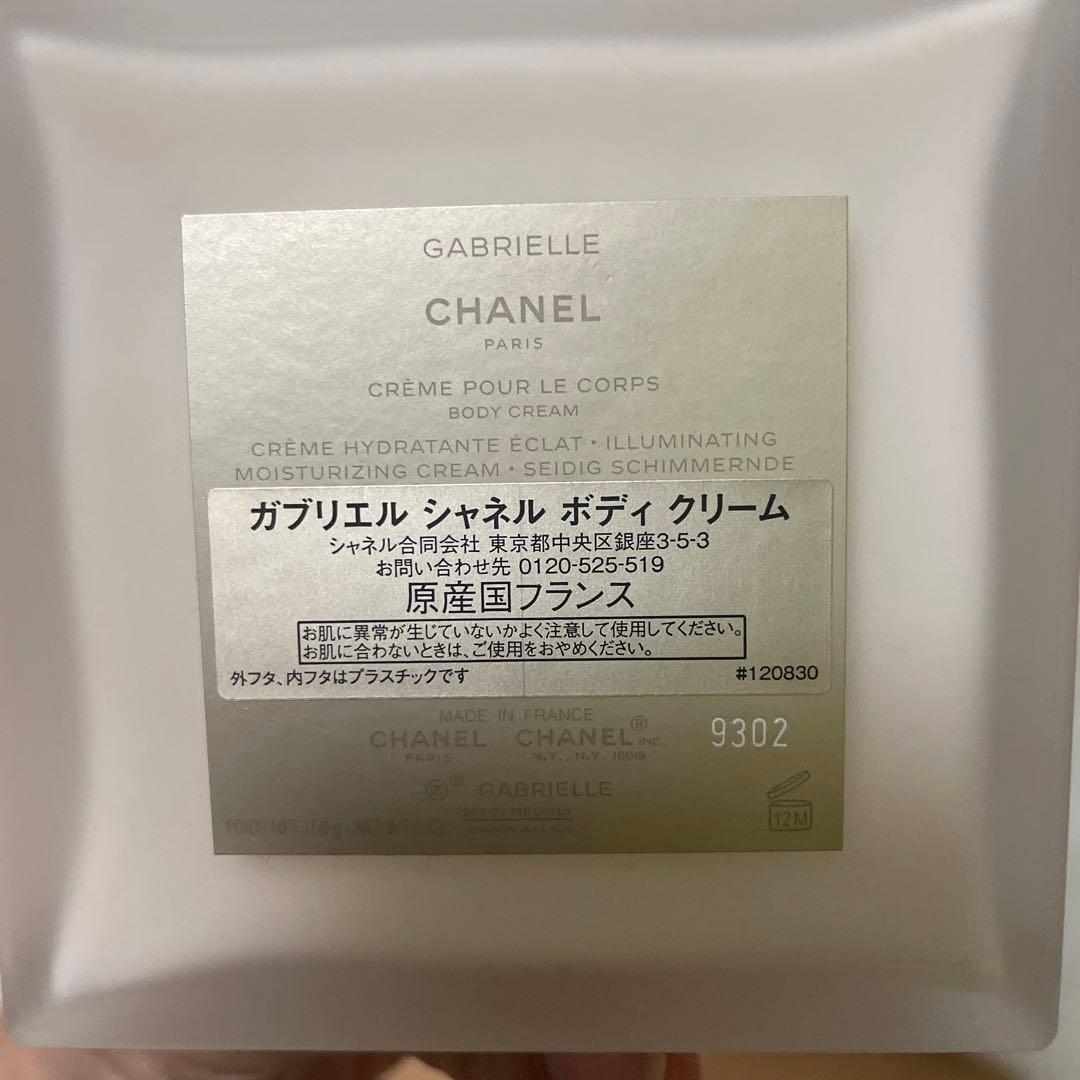 GABRIELLE
CHANEL
PARIS
CRÈME POUR LE CORPS
BODY CREAM
CRÈME HYDRATANTE ÉCLAT • ILLUMINATING
MOISTURIZING CREAM • SEIDIG SCHIMMERNDE
ガブリエル シャネル ボディ クリーム
シャネル合同会社 東京都中央区銀座3-5-3
お問い合わせ先 0120-525-519
原産国フランス
お肌に異常が生じていないかよく注意して使用してください。
お肌に合わないときは、ご使用をおやめください。
外フタ、内フタはプラスチックです #120830
MADE IN FRANCE
CHANEL CHANEL® INC. 9302
PARIS N.Y., N.Y. 10019
® GABRIELLE
12M